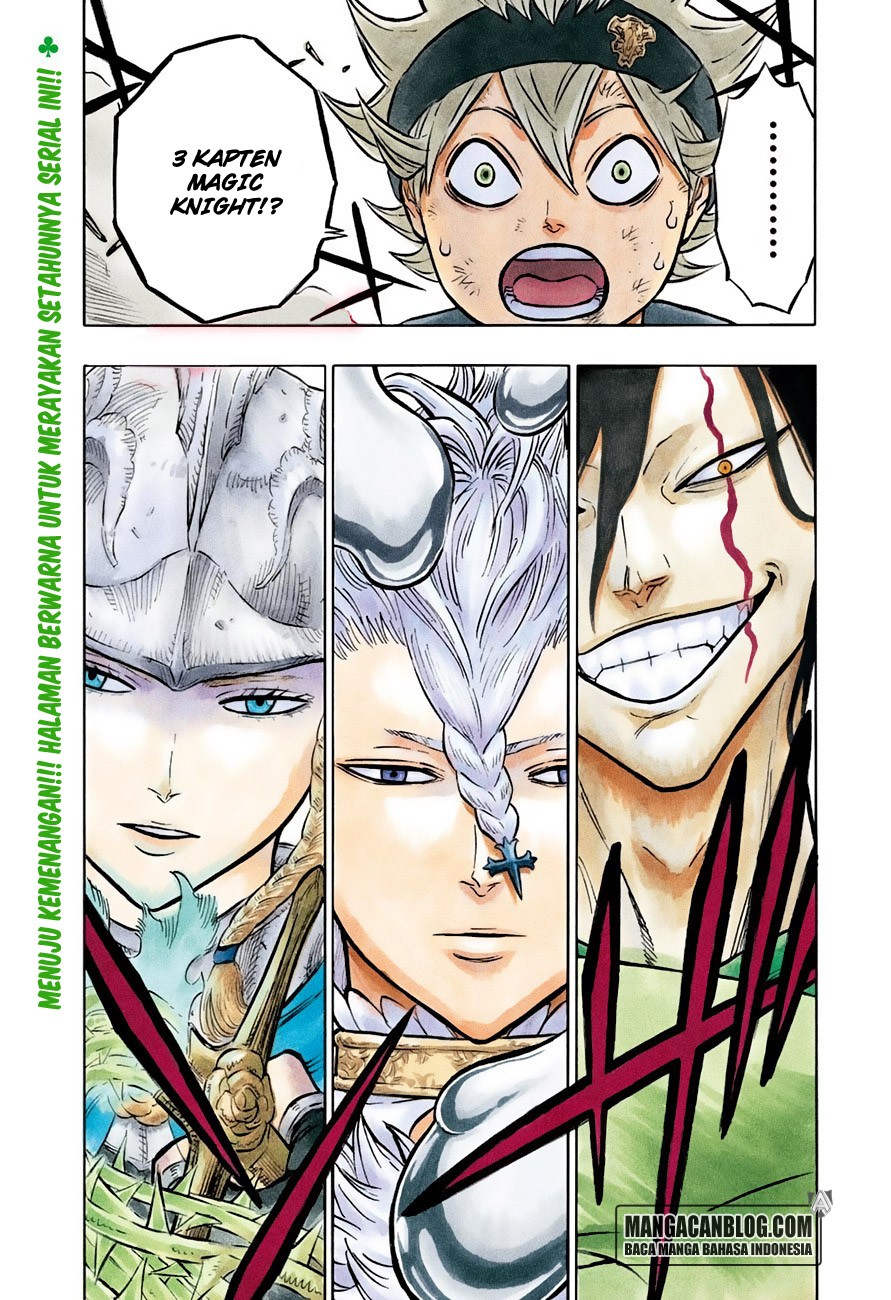 MENUJU KEMENANGAN!!! HALAMAN BERWARNA UNTUK MERAYAKAN SETAHUNNYA SERIAL INI!! ♣
..........
3 KAPTEN
MAGIC
KNIGHT!?
MANGACANBLOG.COM
BACA MANGA BAHASA INDONESIA